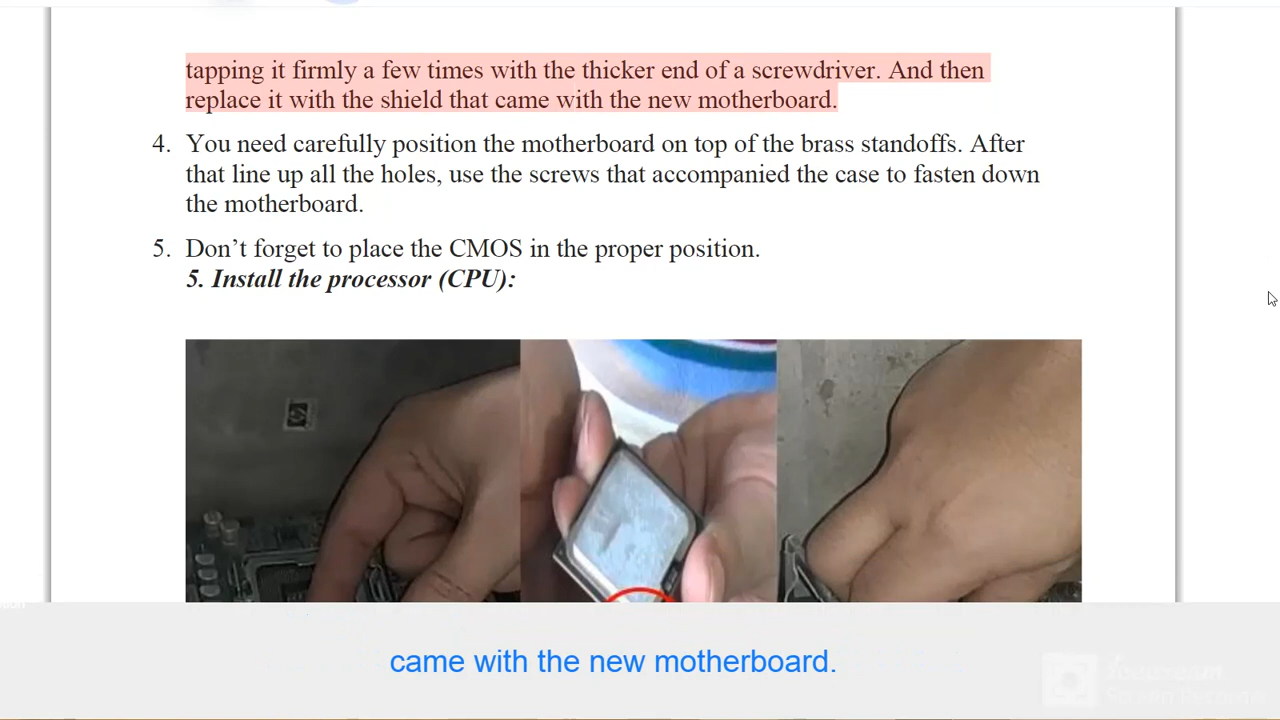 tapping it firmly a few times with the thicker end of a screwdriver. And then
replace it with the shield that came with the new motherboard.
4. You need carefully position the motherboard on top of the brass standoffs. After
that line up all the holes, use the screws that accompanied the case to fasten down
the motherboard.
5. Don’t forget to place the CMOS in the proper position.
5. Install the processor (CPU):
came with the new motherboard.
Screen Recorder